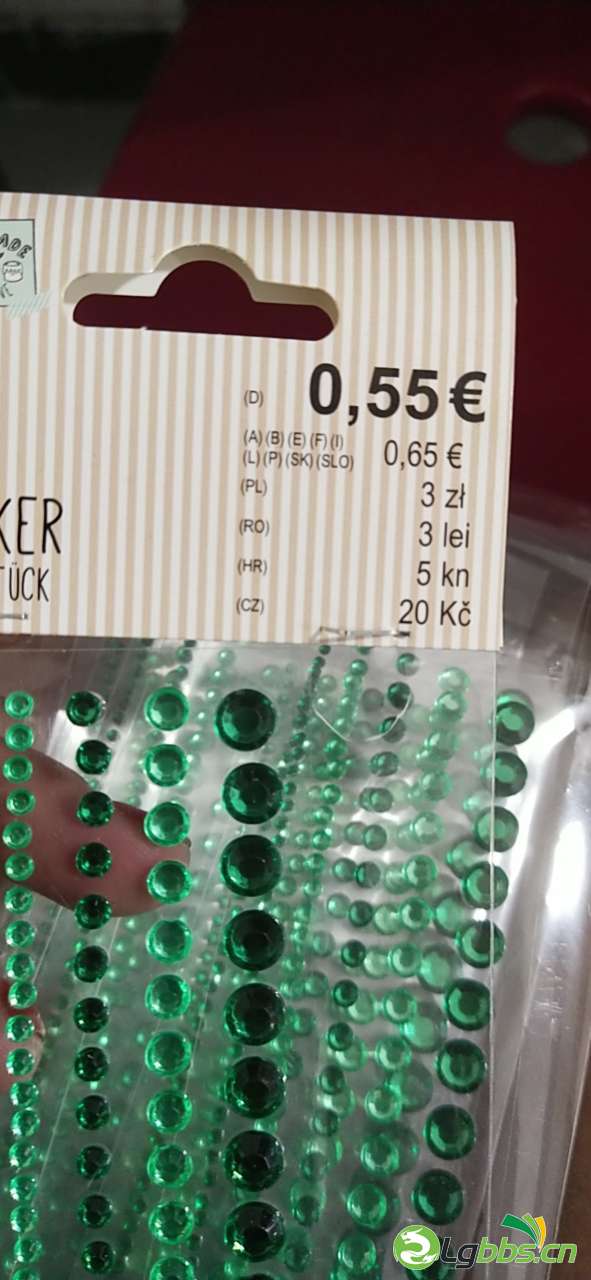 ADE
(D) 0,55 €
(A) (B) (E) (F) (I)
(L) (P) (SK) (SLO) 0,65 €
(PL) 3 zł
(RO) 3 lei
(HR) 5 kn
(CZ) 20 Kč
KER
TÜCK
Lgbbs.cn